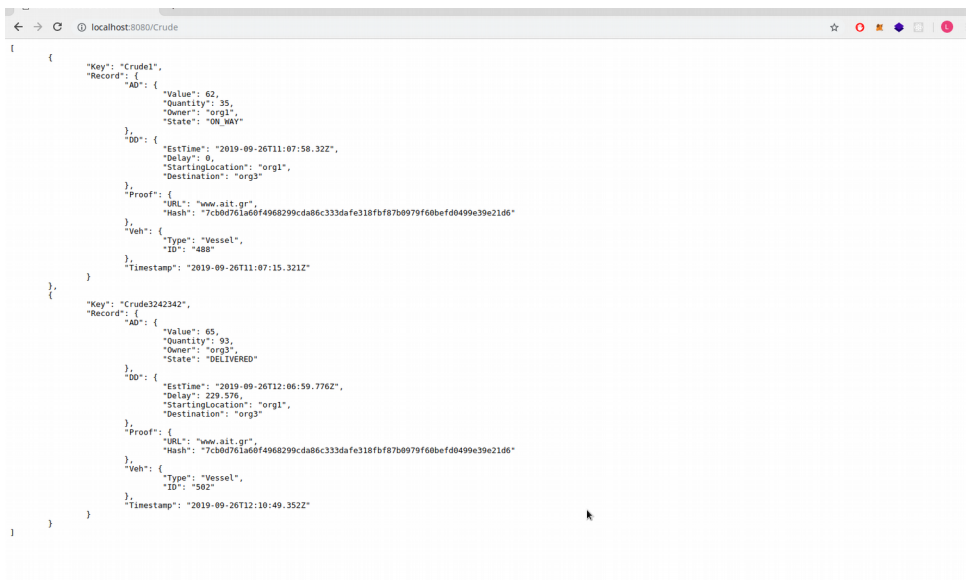 localhost:8080/Crude
L
[
{
"Key": "Crude1",
"Record": {
"AD": {
"Value": 62,
"Quantity": 35,
"Owner": "org1",
"State": "ON_WAY"
},
"DD": {
"EstTime": "2019-09-26T11:07:58.32Z",
"Delay": 0,
"StartingLocation": "org1",
"Destination": "org3"
},
"Proof": {
"URL": "www.ait.gr",
"Hash": "7cb0d761a60f4968299cda86c333dafe318fbf87b0979f60befd0499e39e21d6"
},
"Veh": {
"Type": "Vessel",
"ID": "488"
},
"Timestamp": "2019-09-26T11:07:15.321Z"
}
},
{
"Key": "Crude3242342",
"Record": {
"AD": {
"Value": 65,
"Quantity": 93,
"Owner": "org3",
"State": "DELIVERED"
},
"DD": {
"EstTime": "2019-09-26T12:06:59.776Z",
"Delay": 229.576,
"StartingLocation": "org1",
"Destination": "org3"
},
"Proof": {
"URL": "www.ait.gr",
"Hash": "7cb0d761a60f4968299cda86c333dafe318fbf87b0979f60befd0499e39e21d6"
},
"Veh": {
"Type": "Vessel",
"ID": "502"
},
"Timestamp": "2019-09-26T12:10:49.352Z"
}
}
]